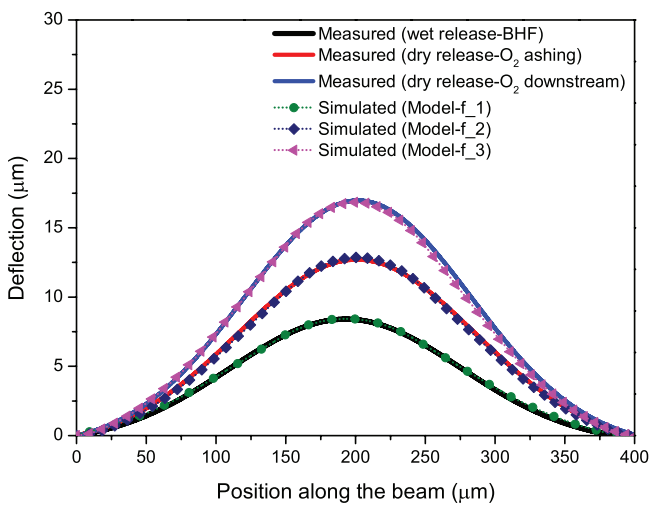 30
25
20
15
10
5
0
Deflection (μm)
Measured (wet release-BHF)
Measured (dry release-O₂ ashing)
Measured (dry release-O₂ downstream)
Simulated (Model-f_1)
Simulated (Model-f_2)
Simulated (Model-f_3)
0 50 100 150 200 250 300 350 400
Position along the beam (μm)